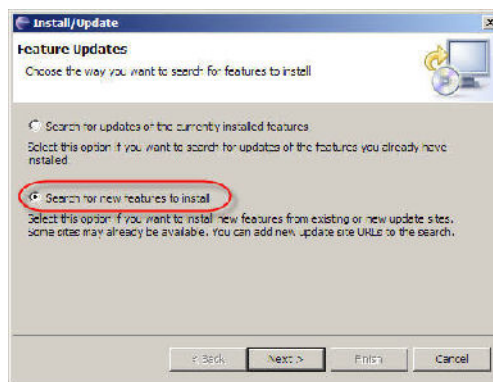 Install/Update
Feature Updates
Choose the way you want to search for features to install
Search for updates of the currently installed features
Select this option if you want to search for updates of the features you already have
installed
Search for new features to install
Select this option if you want to install new features from existing or new update sites.
Some sites may already be available. You can add new update site URLs to the search.
< Back
Next >
Finish
Cancel